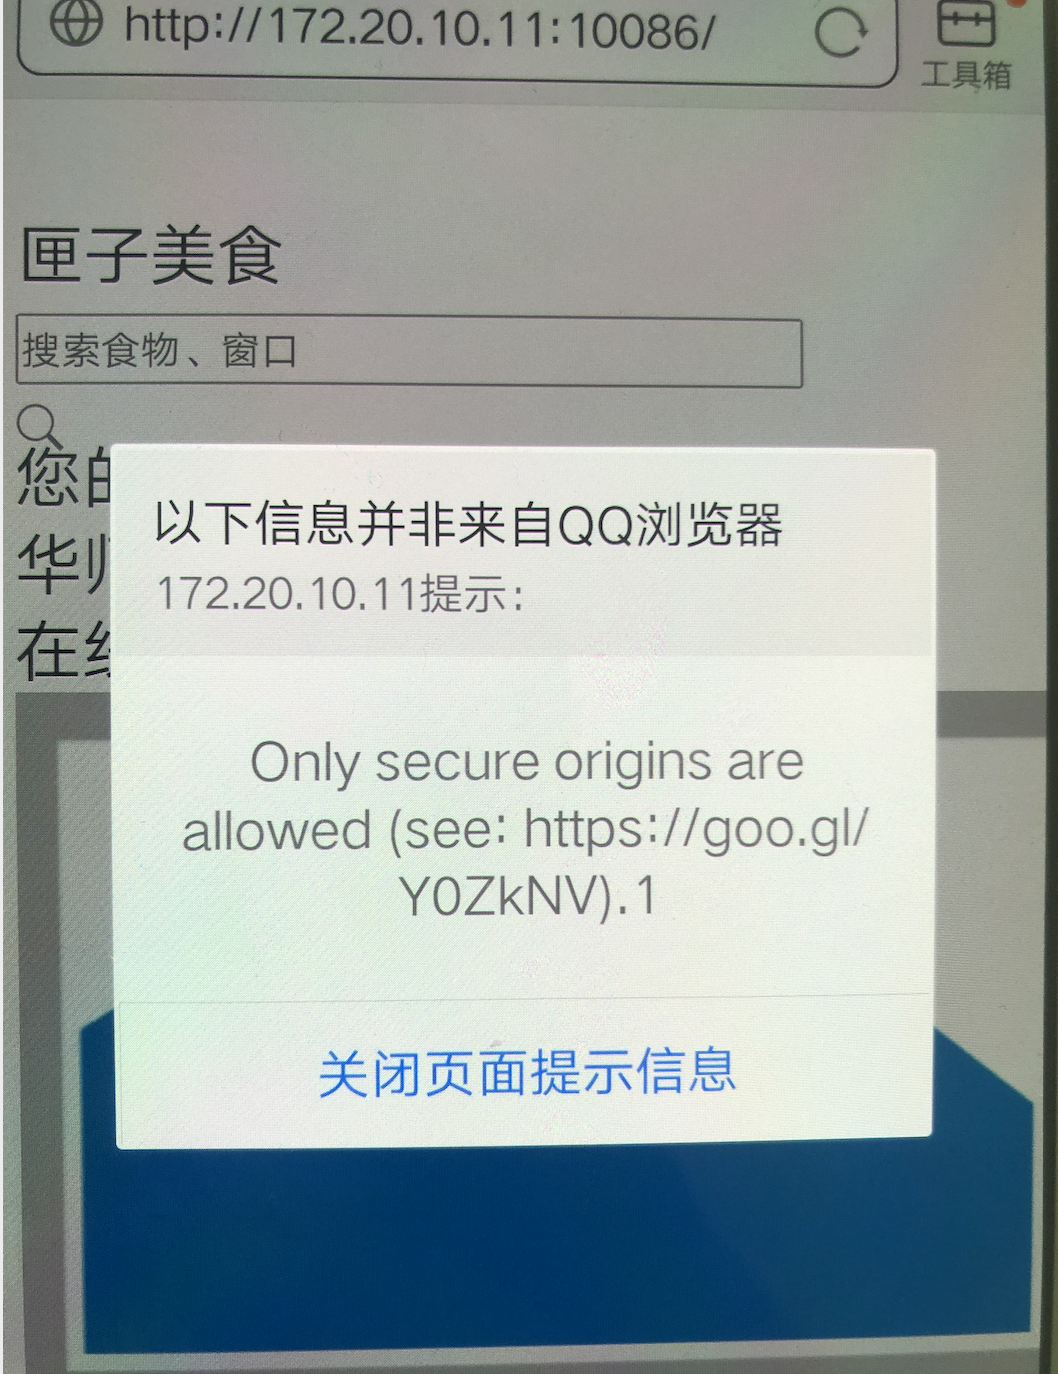 http://172.20.10.11:10086/
工具箱
匣子美食
搜索食物、窗口
您的
华师
在线
以下信息并非来自QQ浏览器
172.20.10.11提示:
Only secure origins are
allowed (see: https://goo.gl/
Y0ZkNV).1
关闭页面提示信息